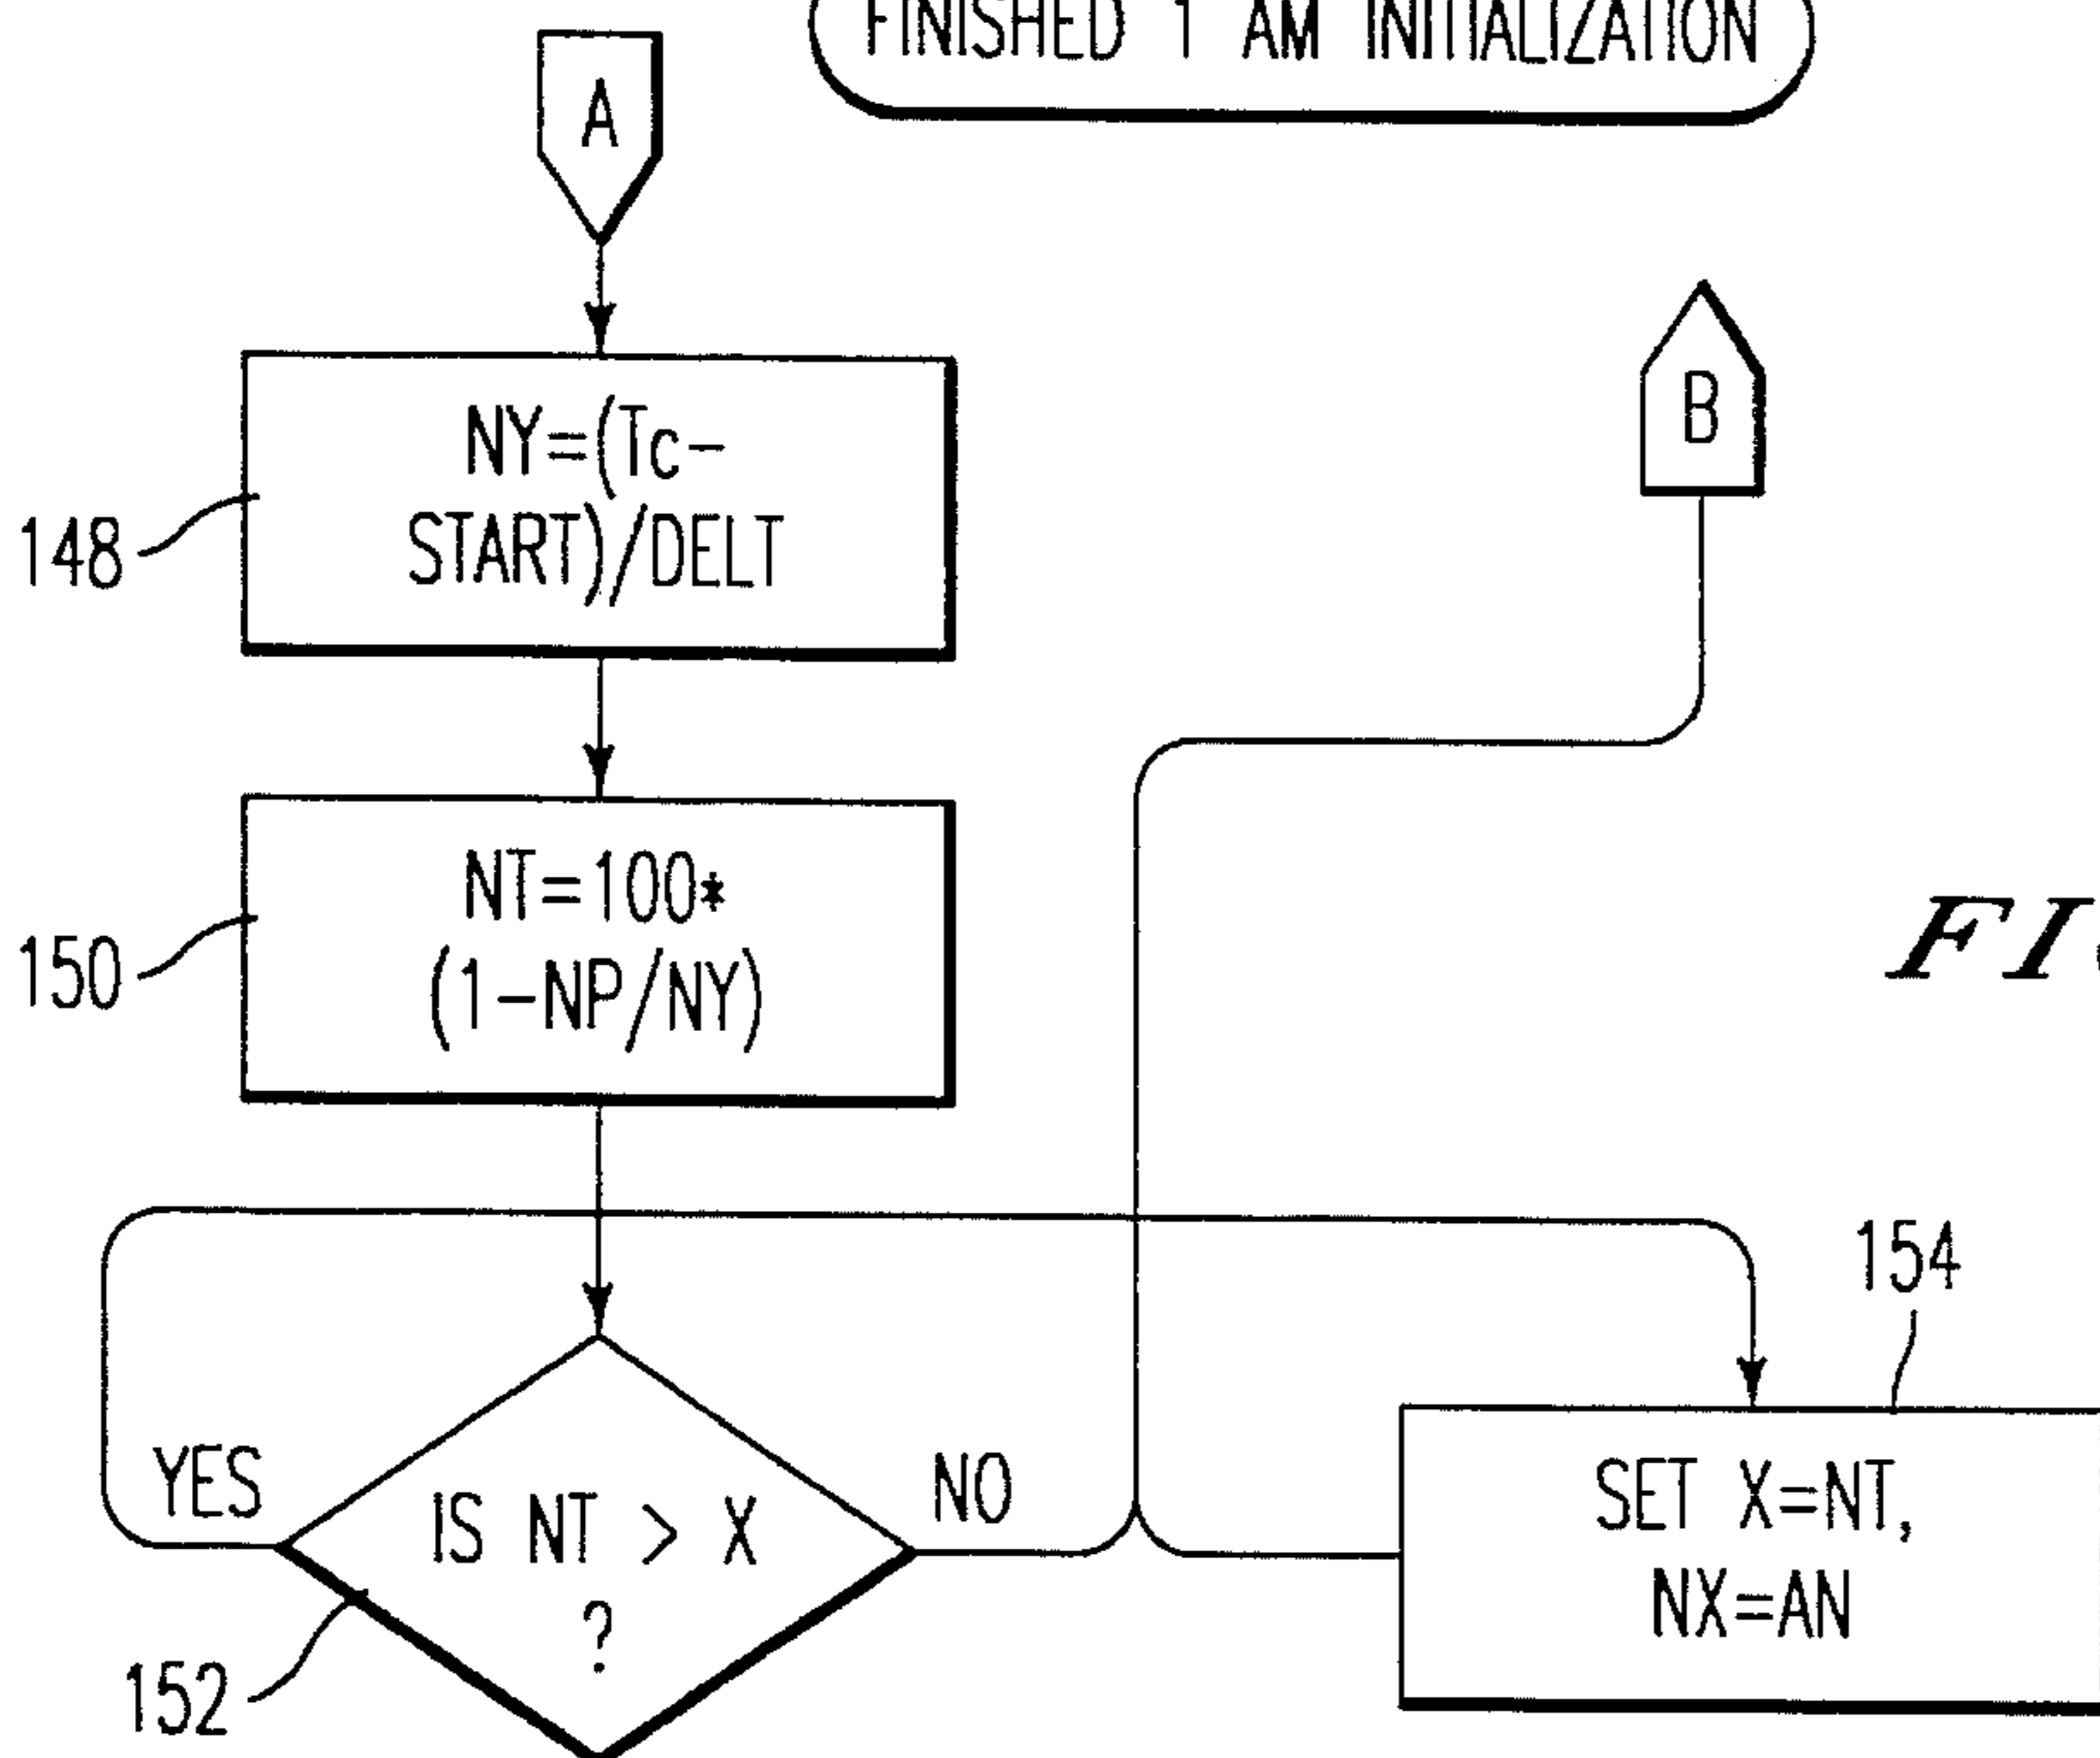 FINISHED 1 AM INITIALIZATION
A
B
NY=(Tc-
START)/DELT
148
NT=100*
(1-NP/NY)
150
154
YES
NO
IS NT > X
?
152
SET X=NT,
NX=AN